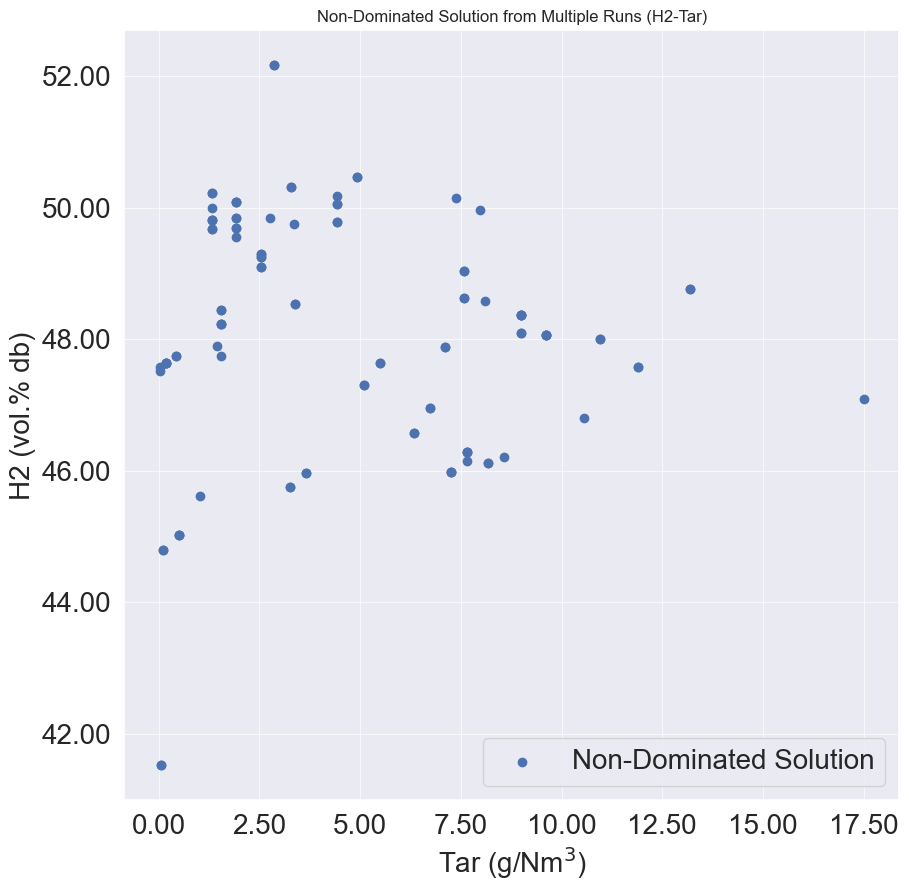 Non-Dominated Solution from Multiple Runs (H2-Tar)
52.00
50.00
48.00
46.00
44.00
42.00
H2 (vol.% db)
Non-Dominated Solution
0.00 2.50 5.00 7.50 10.00 12.50 15.00 17.50
Tar (g/Nm³)